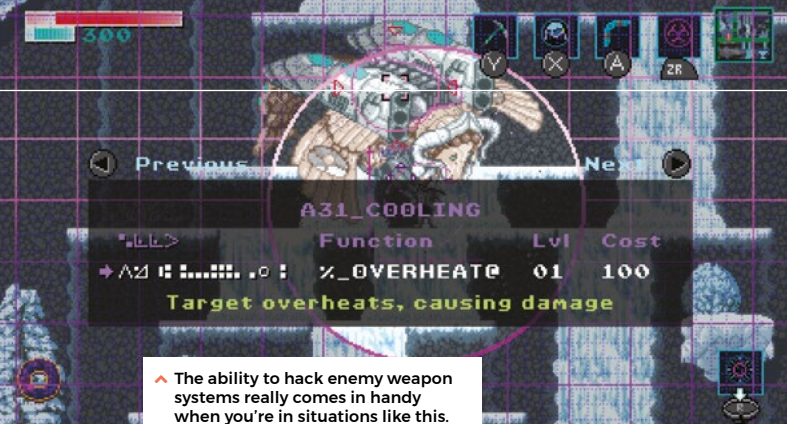 300
Y X A ZR
Previous Next
A31_COOLING
Function Lvl Cost
%_OVERHEAT@ 01 100
Target overheats, causing damage
R
The ability to hack enemy weapon
systems really comes in handy
when you're in situations like this.